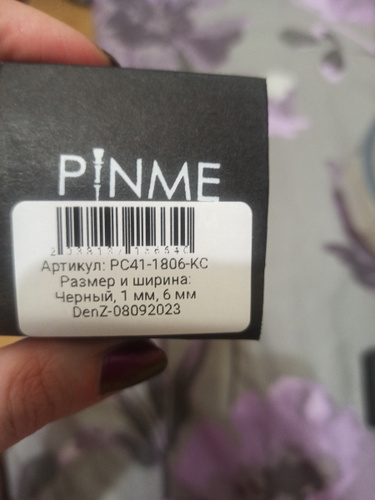 PINME
Артикул: PC41-1806-KC
Размер и ширина:
Черный, 1 мм, 6 мм
DenZ-08092023